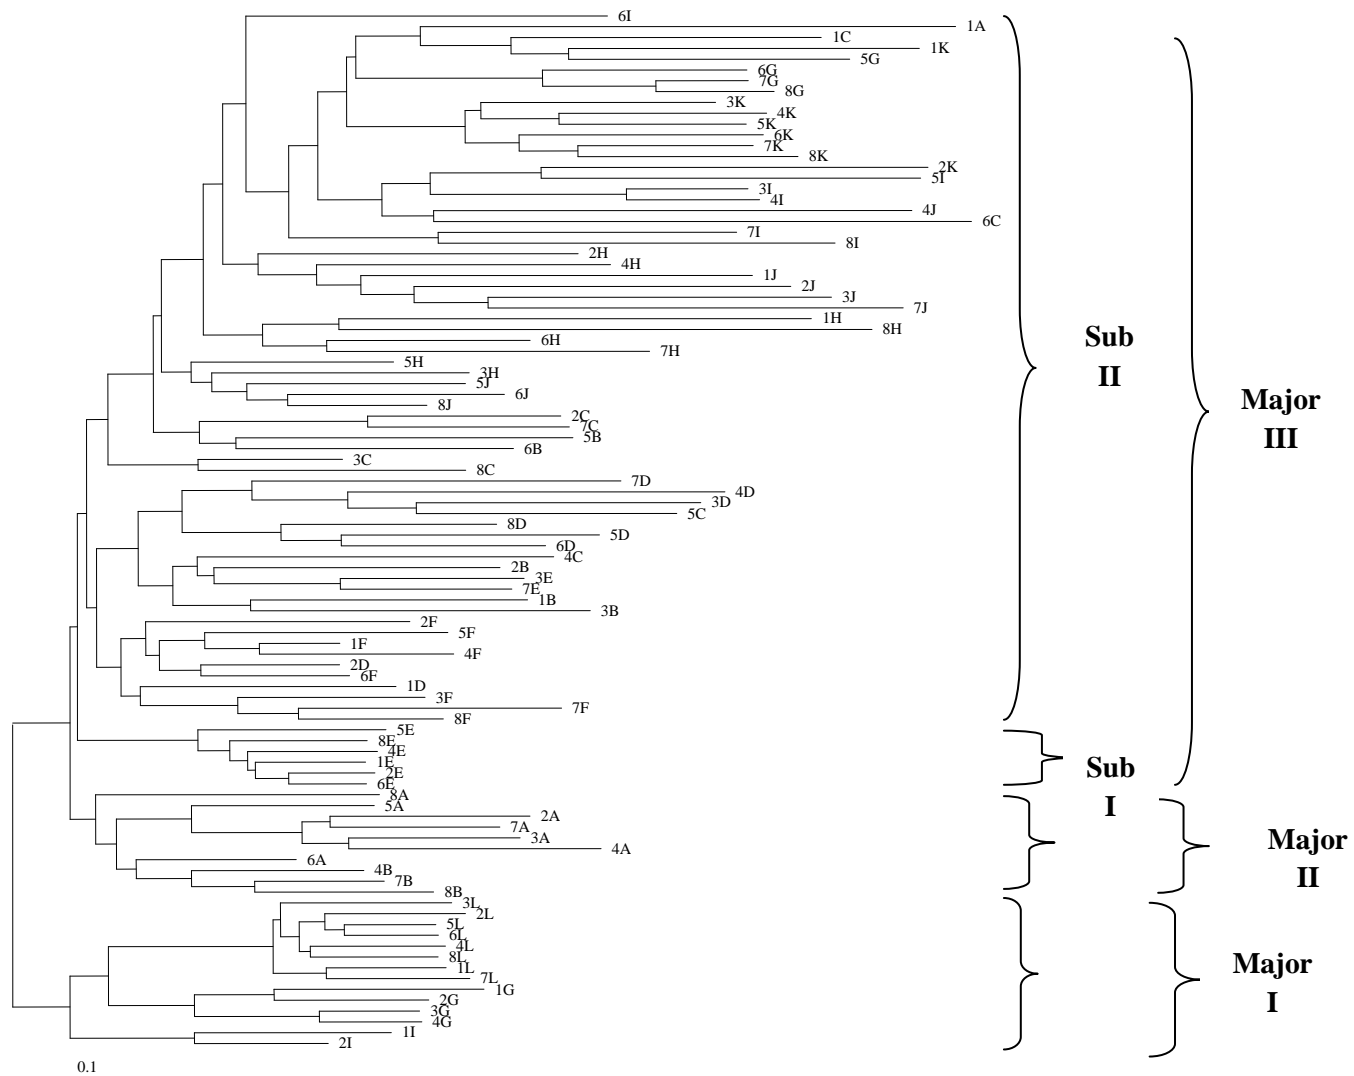 6I
1A
1C
1K
5G
6G
7G
8G
3K
4K
5K
6K
7K
8K
2K
5I
3I
4I
4J
6C
7I
8I
2H
4H
1J
2J
3J
7J
1H
8H
6H
7H
5H
3H
5J
6J
8J
2C
7C
5B
6B
3C
8C
7D
4D
3D
5C
8D
5D
6D
4C
2B
3E
7E
1B
3B
2F
5F
1F
4F
2D
6F
1D
3F
7F
8F
5E
8E
4E
1E
2E
6E
8A
5A
2A
7A
3A
4A
6A
4B
7B
8B
3L
2L
5L
6L
4L
8L
1L
7L
1G
2G
3G
4G
1I
2I
0.1
Sub
II
Sub
I
Major
III
Major
II
Major
I